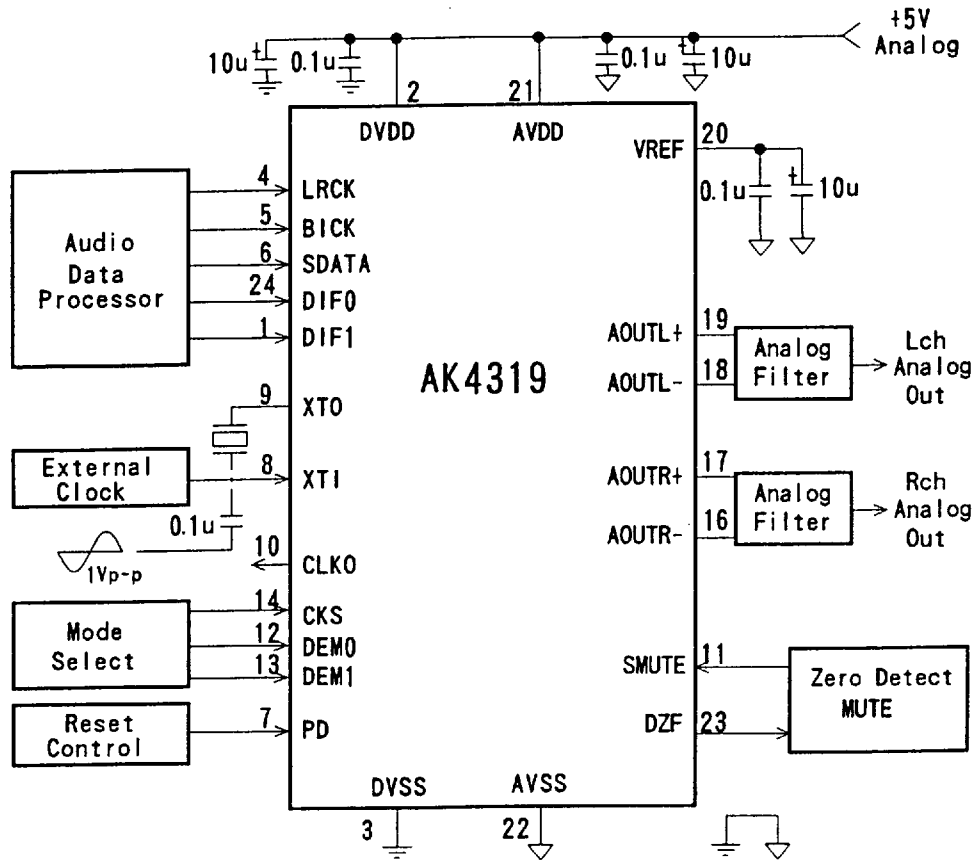 +5V
Analog
10u
+
0.1u
0.1u
+
10u
2
21
DVDD
AVDD
VREF
20
0.1u
+
10u
Audio
Data
Processor
4
LRCK
5
BICK
6
SDATA
24
DIF0
1
DIF1
AK4319
AOUTL+
19
AOUTL-
18
Analog
Filter
Lch
Analog
Out
9
XTO
External
Clock
8
XTI
0.1u
1Vp-p
10
CLKO
AOUTR+
17
AOUTR-
16
Analog
Filter
Rch
Analog
Out
Mode
Select
14
CKS
12
DEM0
13
DEM1
Reset
Control
7
PD
SMUTE
11
DZF
23
Zero Detect
MUTE
DVSS
AVSS
3
22